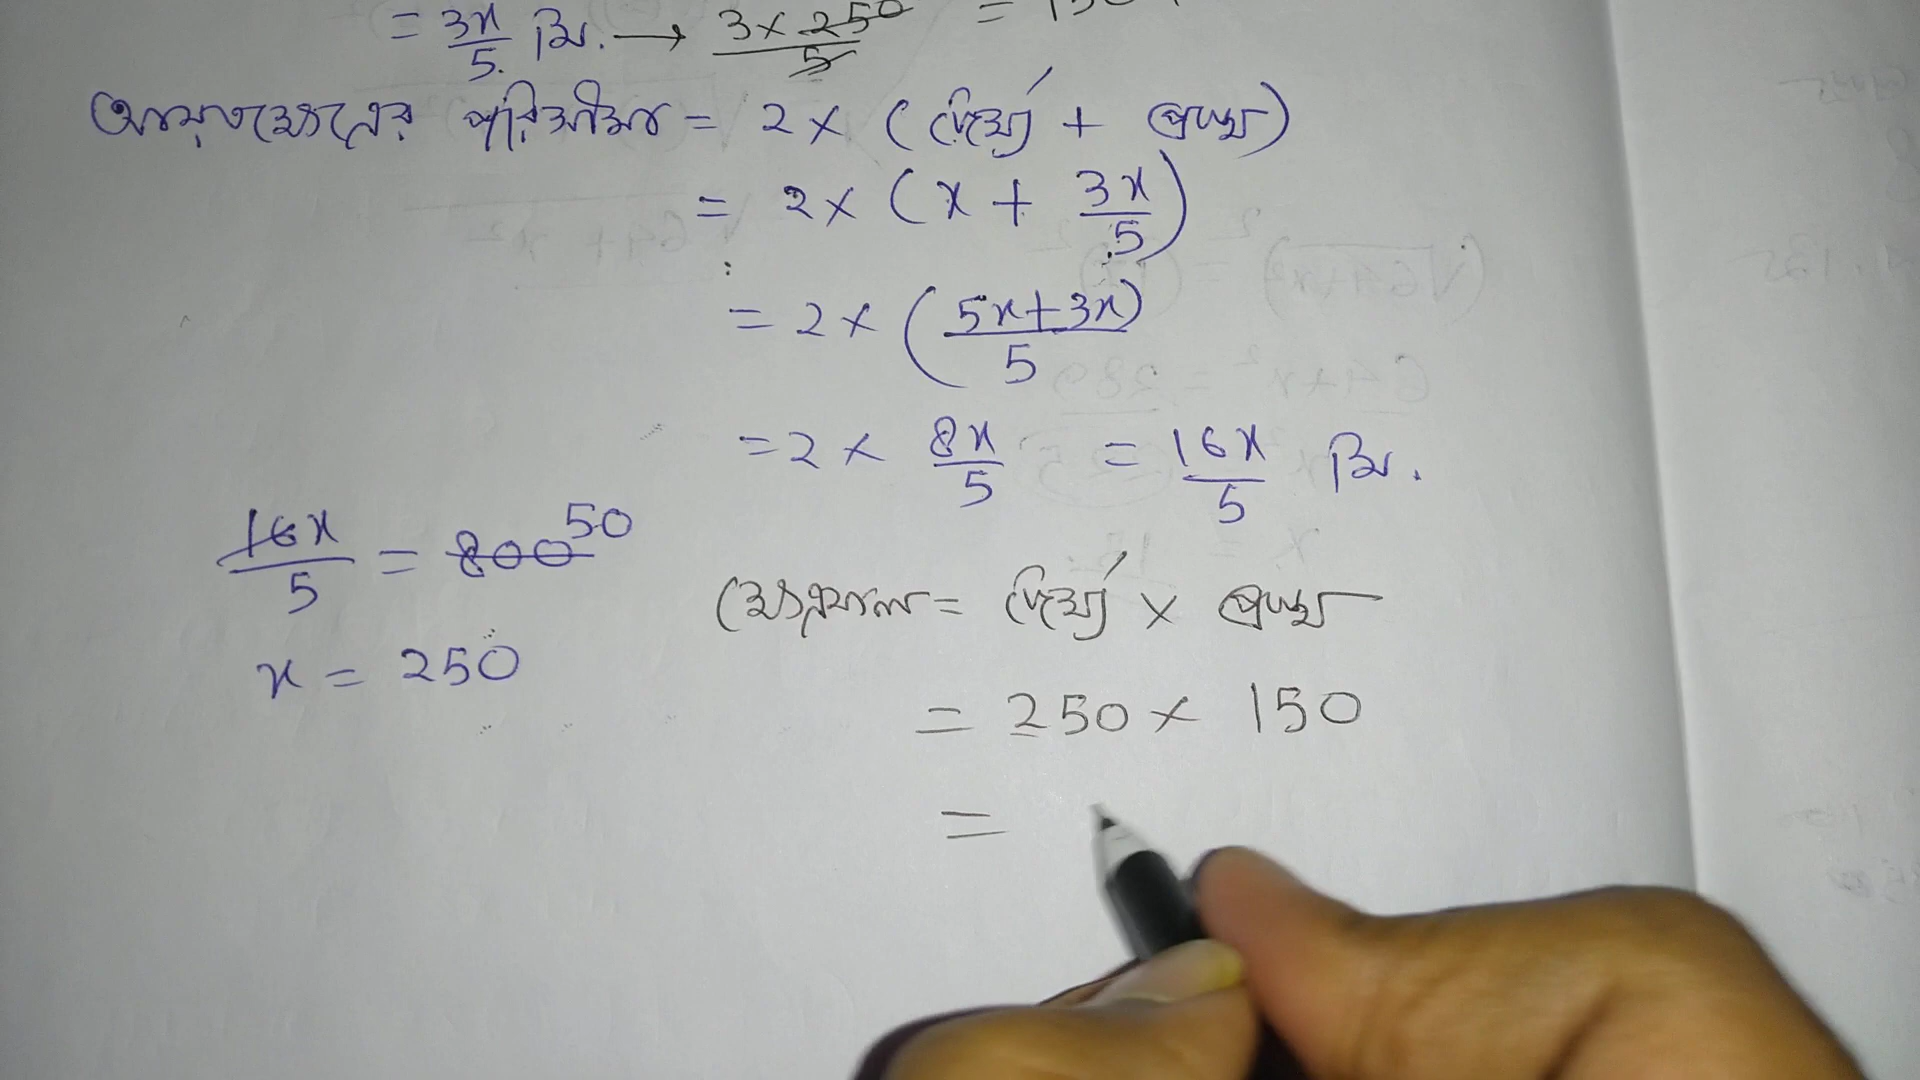 = 3x/5 মি. → 3 × 250/5 = 150
আয়তক্ষেত্রের পরিসীমা = 2 × (দৈর্ঘ্য + প্রস্থ)
= 2 × (x + 3x/5)
= 2 × (5x+3x/5
= 2 × 8x/5 = 16x/5 মি.
16x/5 = 800 50
x = 250
ক্ষেত্রফল = দৈর্ঘ্য × প্রস্থ
= 250 × 150
=